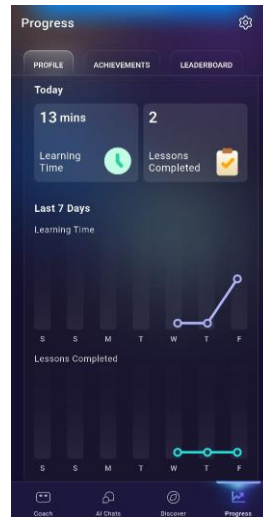 Progress
PROFILE ACHIEVEMENTS LEADERBOARD
Today
13 mins
Learning
Time
2
Lessons
Completed
Last 7 Days
Learning Time
S S M T W T F
Lessons Completed
S S M T W T F
Coach AI Chats Discover Progress